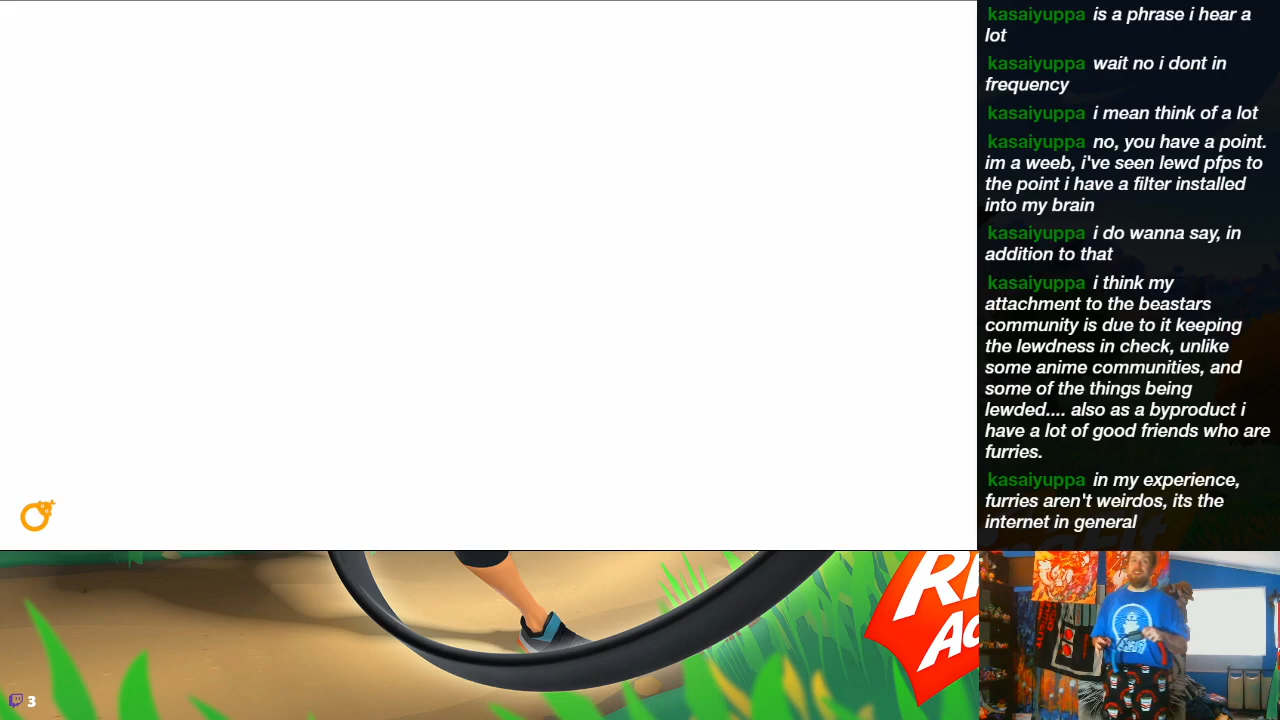 kasaiyuppa is a phrase i hear a
lot
kasaiyuppa wait no i dont in
frequency
kasaiyuppa i mean think of a lot
kasaiyuppa no, you have a point.
im a weeb, i've seen lewd pfps to
the point i have a filter installed
into my brain
kasaiyuppa i do wanna say, in
addition to that
kasaiyuppa i think my
attachment to the beastars
community is due to it keeping
the lewdness in check, unlike
some anime communities, and
some of the things being
lewded.... also as a byproduct i
have a lot of good friends who are
furries.
kasaiyuppa in my experience,
furries aren't weirdos, its the
internet in general
3